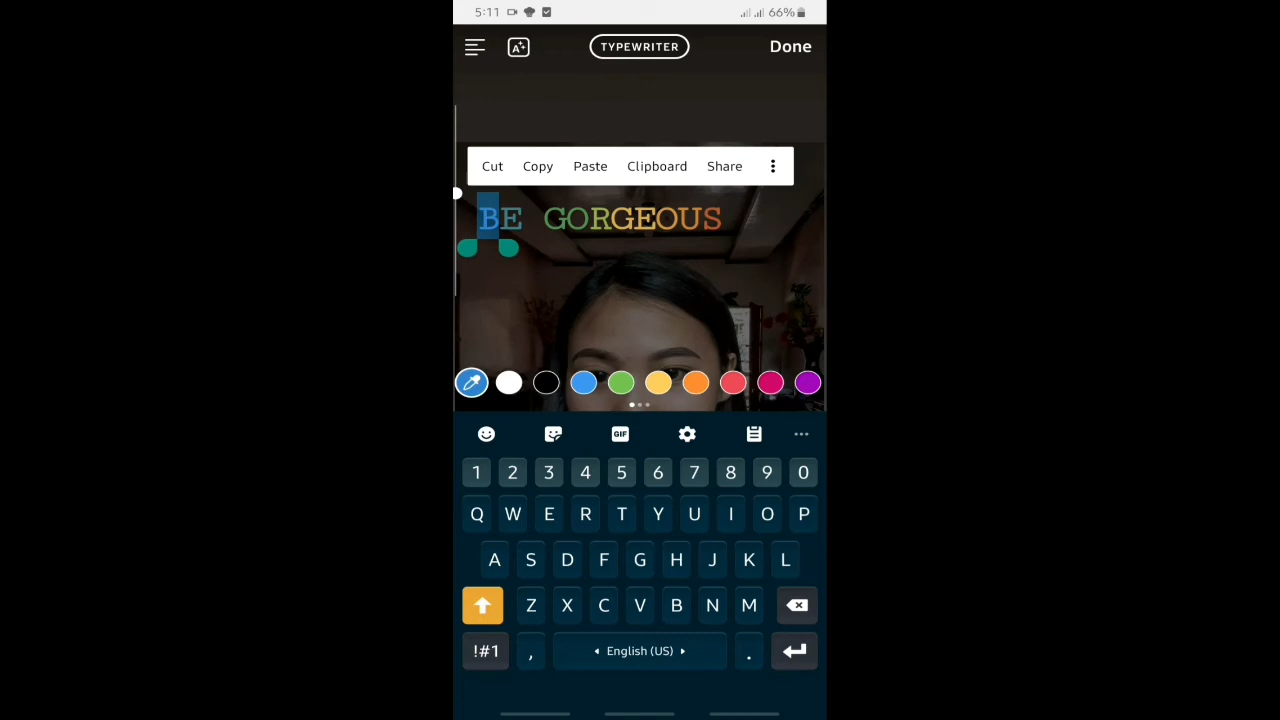 5:11 66%
TYPEWRITER Done
Cut Copy Paste Clipboard Share
BE GORGEOUS
GIF
1 2 3 4 5 6 7 8 9 0
Q W E R T Y U I O P
A S D F G H J K L
Z X C V B N M
!#1 , English (US) .